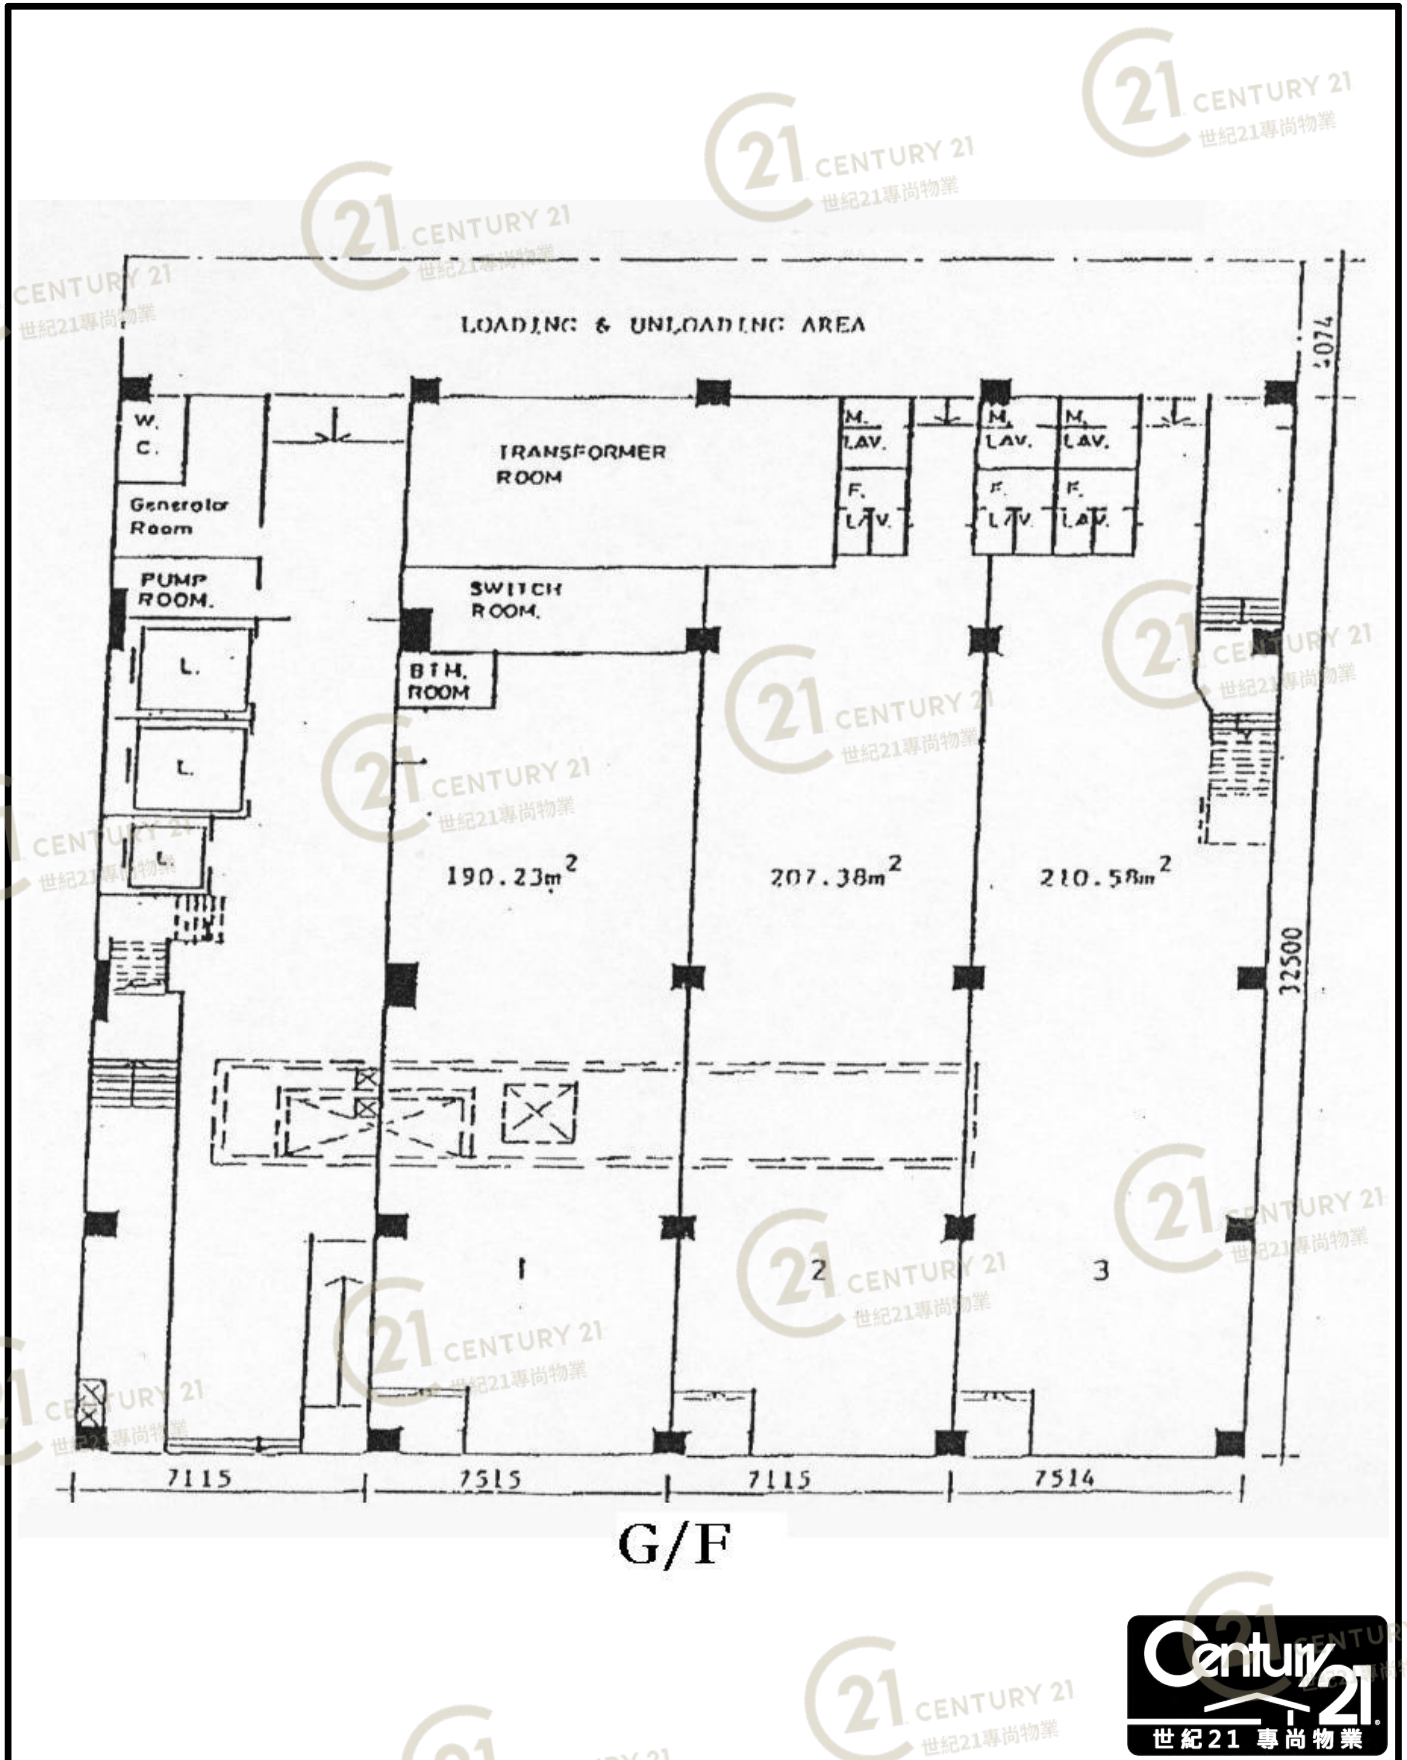 LOADING & UNLOADING AREA
4074
W.
C.
TRANSFORMER
ROOM
M.
LAV.
M.
LAV.
M.
LAV.
F.
LAV.
F.
LAV.
F.
LAV.
Generator
Room
PUMP
ROOM.
SWITCH
ROOM.
L.
BTM.
ROOM
L.
L.
190.23m²
207.38m²
210.58m²
32500
1
2
3
7115
7515
7115
7514
G/F
Century 21
世紀21 專尚物業
21 CENTURY 21
世紀21專尚物業